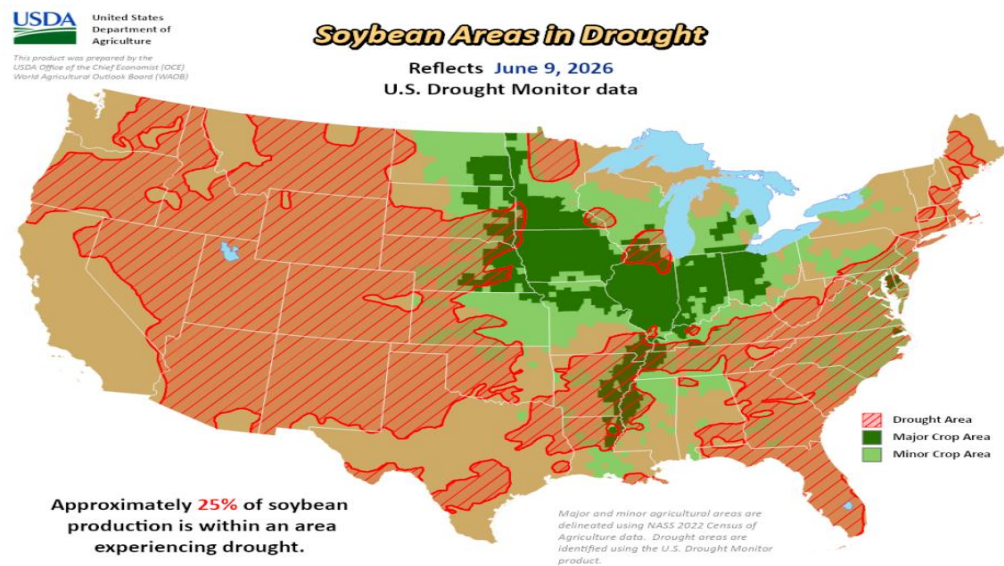 USDA
United States
Department of
Agriculture
This product was prepared by the
USDA Office of the Chief Economist (OCE)
World Agricultural Outlook Board (WAOB)
Soybean Areas in Drought
Reflects June 9, 2026
U.S. Drought Monitor data
Drought Area
Major Crop Area
Minor Crop Area
Approximately 25% of soybean
production is within an area
experiencing drought.
Major and minor agricultural areas are
delineated using NASS 2022 Census of
Agriculture data. Drought areas are
identified using the U.S. Drought Monitor
product.